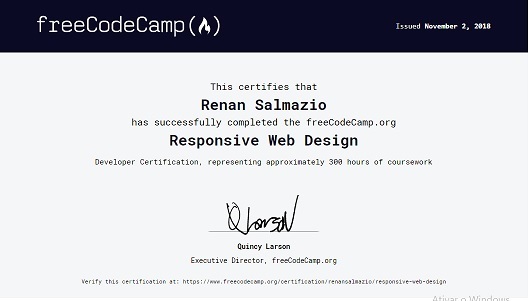 freeCodeCamp(🔥)
Issued November 2, 2018
This certifies that
Renan Salmazio
has successfully completed the freeCodeCamp.org
Responsive Web Design
Developer Certification, representing approximately 300 hours of coursework
QLarson
Quincy Larson
Executive Director, freeCodeCamp.org
Verify this certification at: https://www.freecodecamp.org/certification/renansalmazio/responsive-web-design
Ativar o Windows